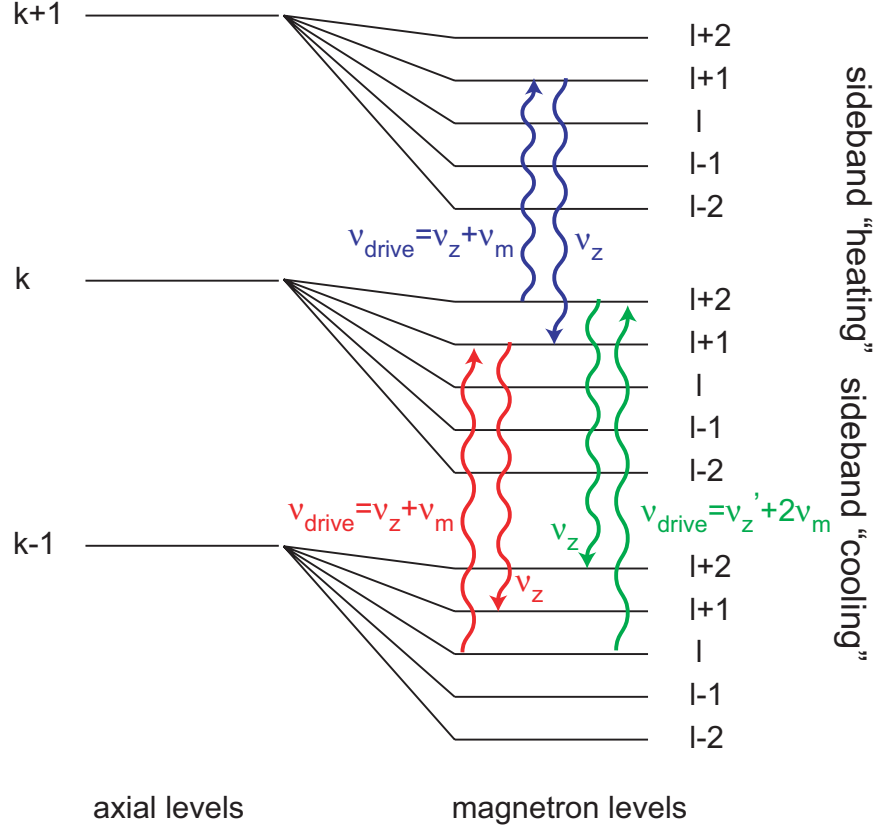 k+1
l+2
l+1
l
l-1
l-2
ν_drive=ν_z+ν_m
ν_z
k
l+2
l+1
l
l-1
l-2
ν_drive=ν_z+ν_m
ν_z
ν_z
ν_drive=ν_z'+2ν_m
k-1
l+2
l+1
l
l-1
l-2
sideband "heating"
sideband "cooling"
axial levels
magnetron levels